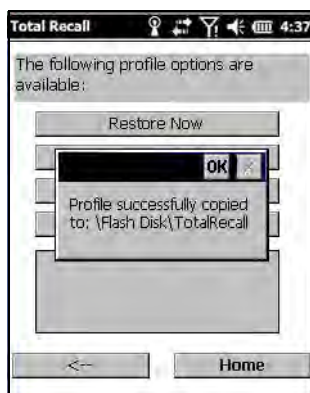 Total Recall 4:37
The following profile options are
available:
Restore Now
OK
Profile successfully copied
to: \Flash Disk\TotalRecall
<-- Home